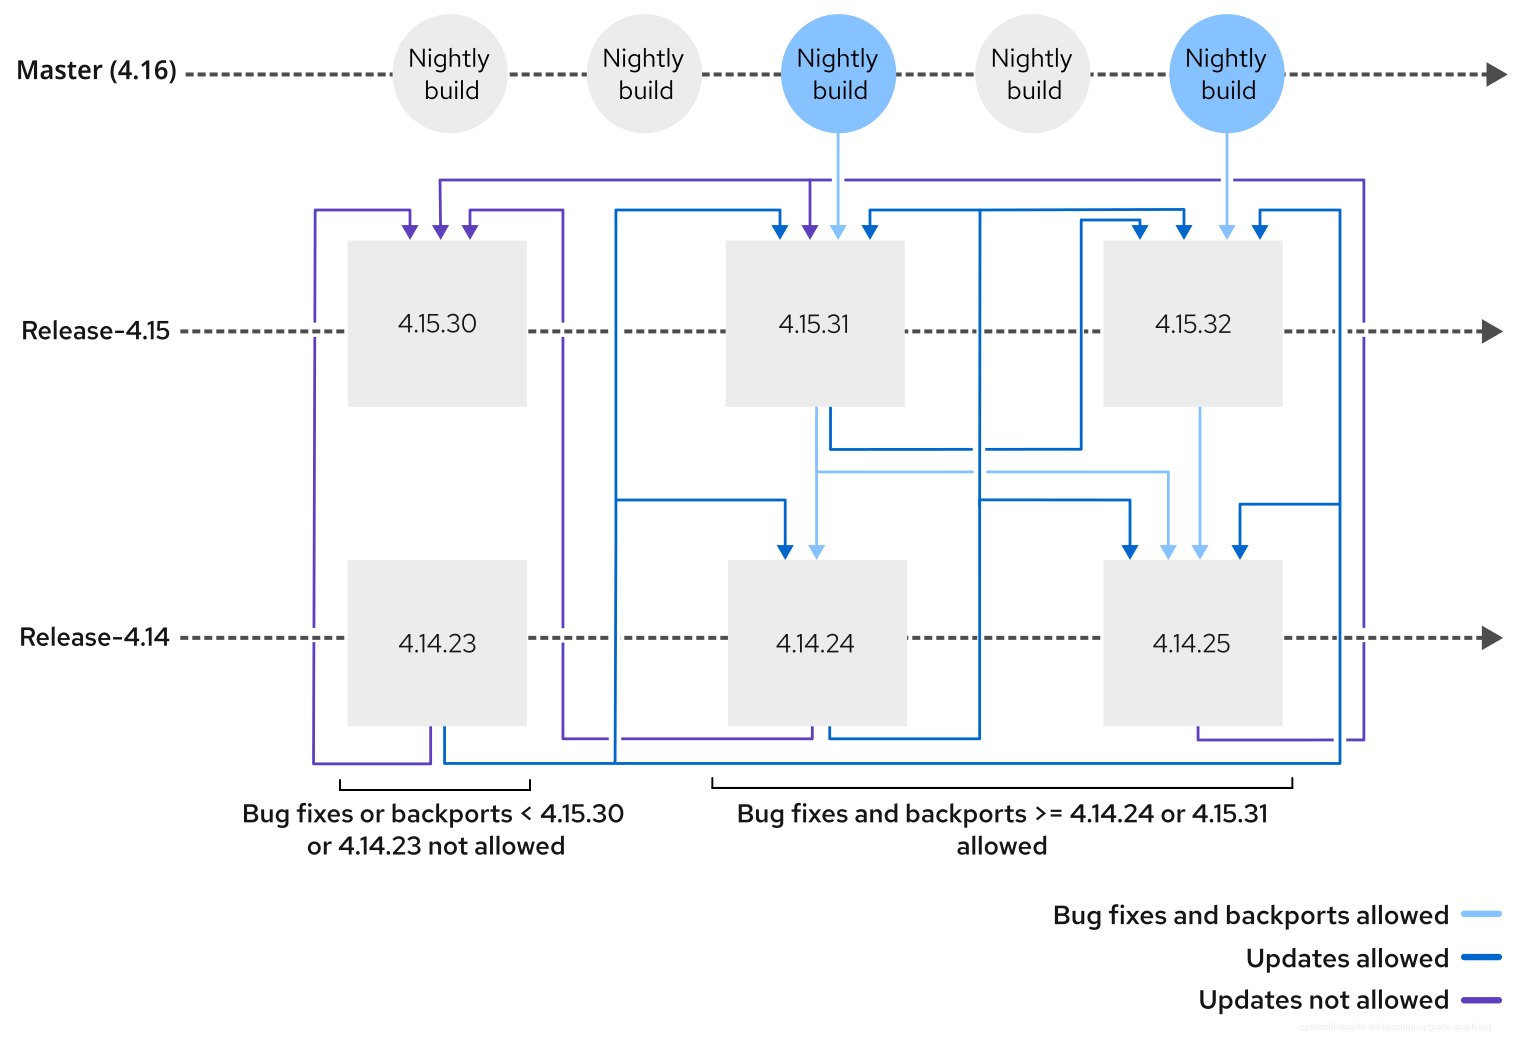 Master (4.16)
Nightly
build
Nightly
build
Nightly
build
Nightly
build
Nightly
build
Release-4.15
4.15.30
4.15.31
4.15.32
Release-4.14
4.14.23
4.14.24
4.14.25
Bug fixes or backports < 4.15.30
or 4.14.23 not allowed
Bug fixes and backports >= 4.14.24 or 4.15.31
allowed
Bug fixes and backports allowed
Updates allowed
Updates not allowed
openshift-bug-fix-backporting-upgrade-graph.svg